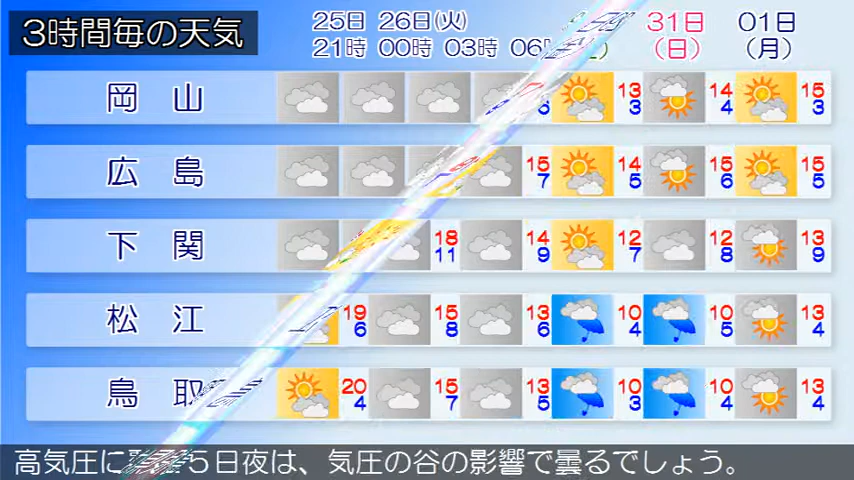 3時間毎の天気
25日 26日(火) 31日 01日
21時 00時 03時 06 (日) (月)
岡山 13 3 14 4 15 3
広島 15 7 14 5 15 6 15 5
下関 18 11 14 9 12 7 12 8 13 9
松江 19 6 15 8 13 6 10 4 10 5 13 4
鳥取 20 4 15 7 13 5 10 3 10 4 13 4
高気圧に 5日夜は、気圧の谷の影響で曇るでしょう。